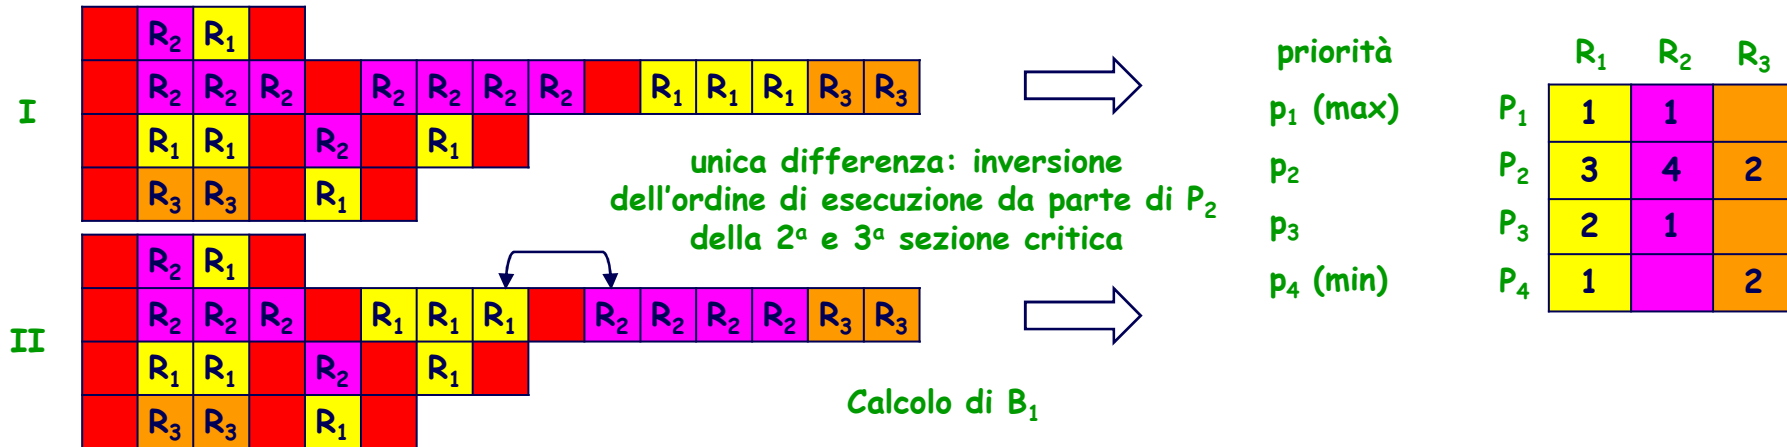 R₂ R₁
R₂ R₂ R₂ R₂ R₂ R₂ R₂ R₁ R₁ R₁ R₃ R₃
I
R₁ R₁ R₂ R₁
R₃ R₃ R₁
unica differenza: inversione
dell'ordine di esecuzione da parte di P₂
della 2ª e 3ª sezione critica
R₂ R₁
R₂ R₂ R₂ R₁ R₁ R₁ R₂ R₂ R₂ R₂ R₃ R₃
II
R₁ R₁ R₂ R₁
R₃ R₃ R₁
Calcolo di B₁
priorità R₁ R₂ R₃
p₁ (max) P₁ 1 1
p₂ P₂ 3 4 2
p₃ P₃ 2 1
p₄ (min) P₄ 1 2